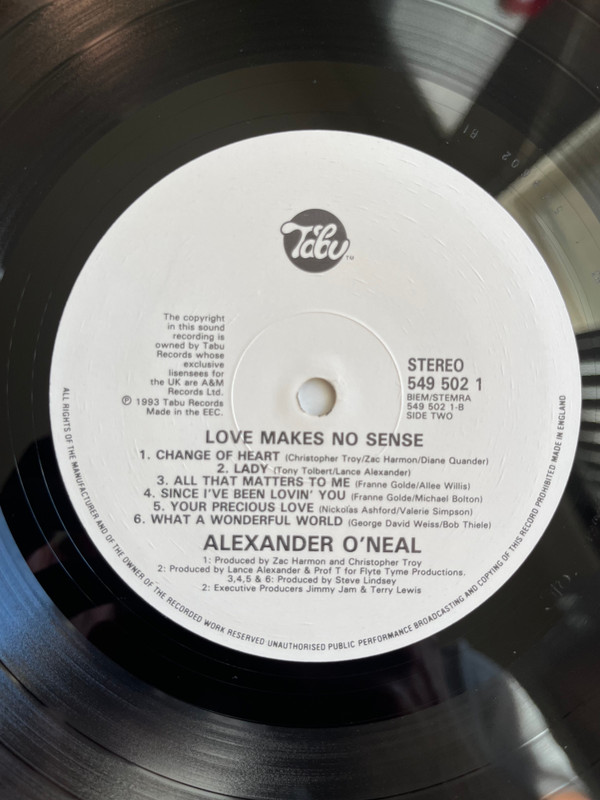 Tabu TM
The copyright
in this sound
recording is
owned by Tabu
Records whose
exclusive
lisensees for
the UK are A&M
Records Ltd.
℗ 1993 Tabu Records
Made in the EEC.
STEREO
549 502 1
BIEM/STEMRA
549 502 1-B
SIDE TWO
LOVE MAKES NO SENSE
1. CHANGE OF HEART (Christopher Troy/Zac Harmon/Diane Quander)
2. LADY (Tony Tolbert/Lance Alexander)
3. ALL THAT MATTERS TO ME (Franne Golde/Allee Willis)
4. SINCE I'VE BEEN LOVIN' YOU (Franne Golde/Michael Bolton)
5. YOUR PRECIOUS LOVE (Nickolas Ashford/Valerie Simpson)
6. WHAT A WONDERFUL WORLD (George David Weiss/Bob Thiele)
ALEXANDER O'NEAL
1: Produced by Zac Harmon and Christopher Troy
2: Produced by Lance Alexander & Prof T for Flyte Tyme Productions.
3,4,5 & 6: Produced by Steve Lindsey
2: Executive Producers Jimmy Jam & Terry Lewis
ALL RIGHTS OF THE MANUFACTURER AND OF THE OWNER OF THE RECORDED WORK RESERVED UNAUTHORISED PUBLIC PERFORMANCE BROADCASTING AND COPYING OF THIS RECORD PROHIBITED: MADE IN ENGLAND